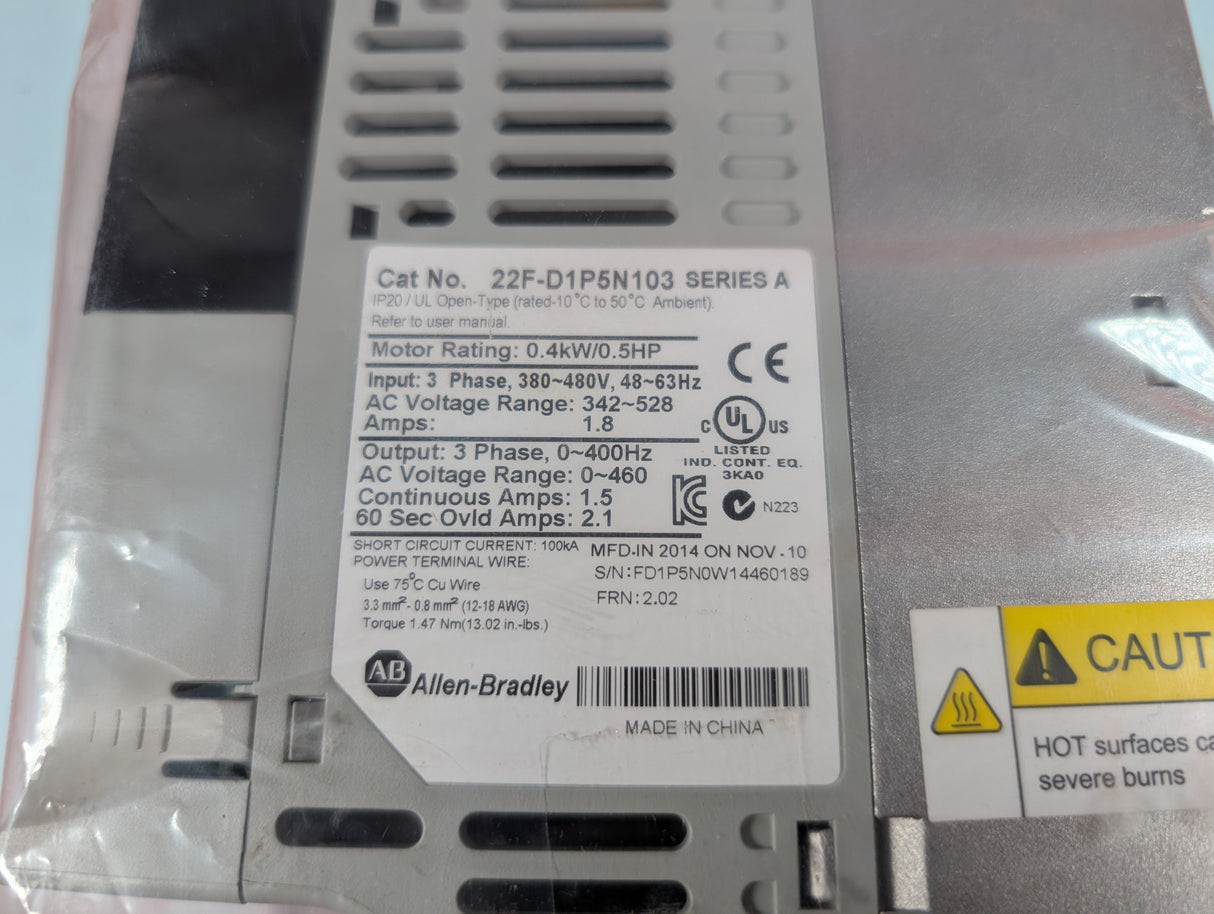 Cat No. 22F-D1P5N103 SERIES A
IP20 / UL Open-Type (rated-10°C to 50°C Ambient).
Refer to user manual.
Motor Rating: 0.4kW/0.5HP
CE
Input: 3 Phase, 380~480V, 48~63Hz
AC Voltage Range: 342~528
Amps: 1.8
C UL US
LISTED
IND. CONT. EQ.
3KA0
Output: 3 Phase, 0~400Hz
AC Voltage Range: 0~460
Continuous Amps: 1.5
60 Sec Ovld Amps: 2.1
N223
SHORT CIRCUIT CURRENT: 100kA
POWER TERMINAL WIRE:
Use 75°C Cu Wire
3.3 mm² - 0.8 mm² (12-18 AWG)
Torque 1.47 Nm(13.02 in.-lbs.)
MFD.IN 2014 ON NOV.10
S/N:FD1P5N0W14460189
FRN:2.02
AB Allen-Bradley
MADE IN CHINA
CAUT
HOT surfaces ca
severe burns